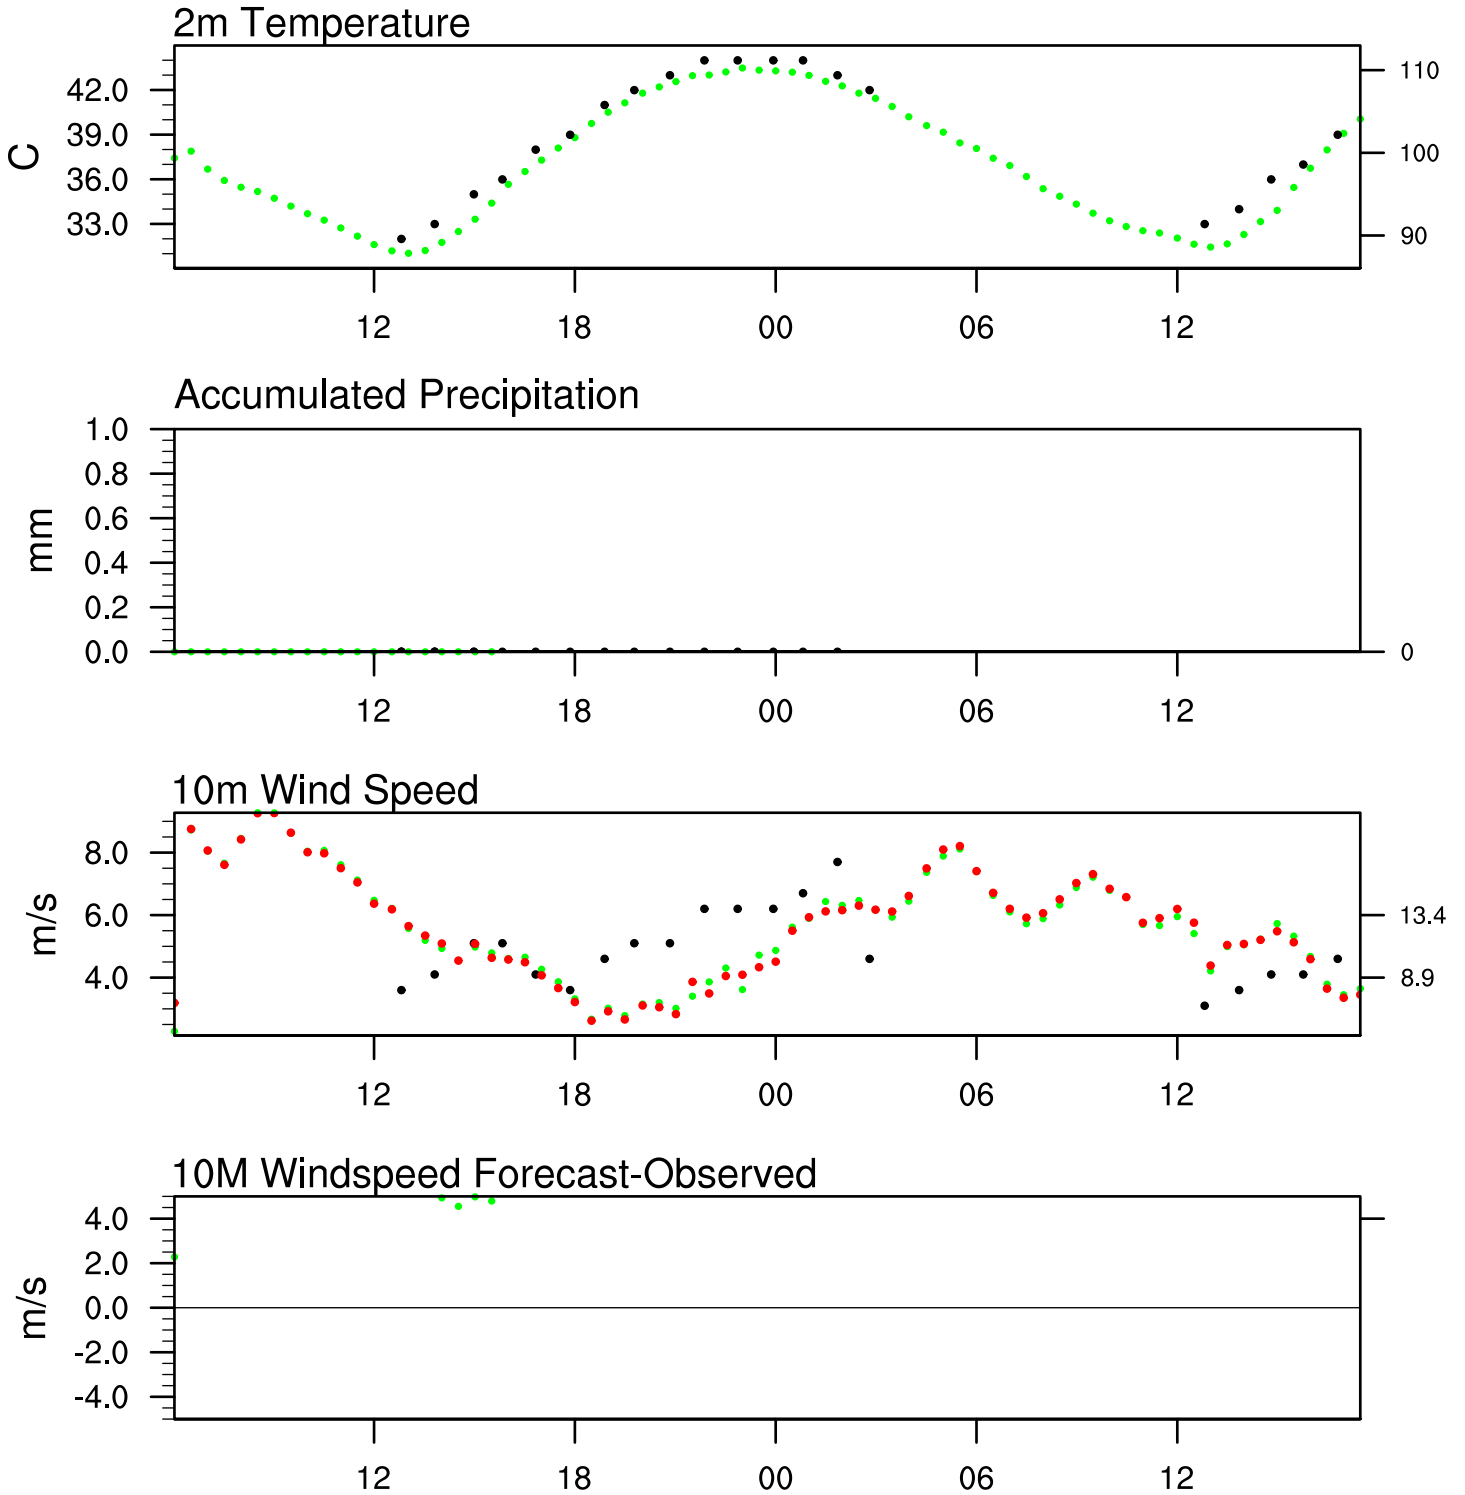 2m Temperature
42.0
39.0
36.0
33.0
C
110
100
90
12 18 00 06 12
Accumulated Precipitation
1.0
0.8
0.6
0.4
0.2
0.0
mm
0
12 18 00 06 12
10m Wind Speed
8.0
6.0
4.0
m/s
13.4
8.9
12 18 00 06 12
10M Windspeed Forecast-Observed
4.0
2.0
0.0
-2.0
-4.0
m/s
12 18 00 06 12